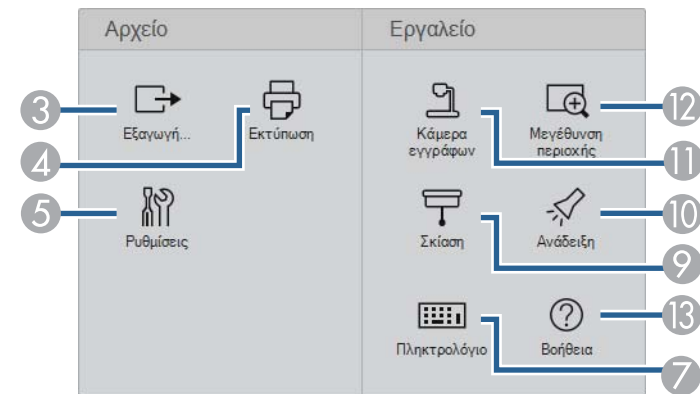 Αρχείο
Εργαλείο
3
Εξαγωγή...
4
Εκτύπωση
Κάμερα
εγγράφων
11
Μεγέθυνση
περιοχής
12
5
Ρυθμίσεις
Σκίαση
9
Ανάδειξη
10
Πληκτρολόγιο
7
Βοήθεια
13